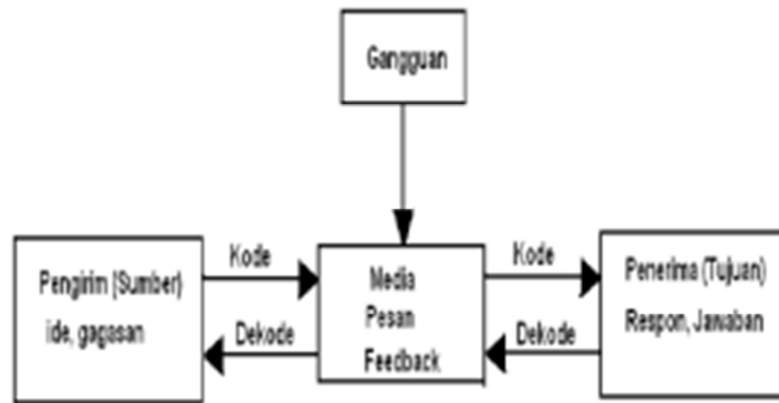 Gangguan
Pengirim (Sumber)
ide, gagasan
Kode
Dekode
Media
Pesan
Feedback
Kode
Dekode
Penerima (Tujuan)
Respon, Jawaban